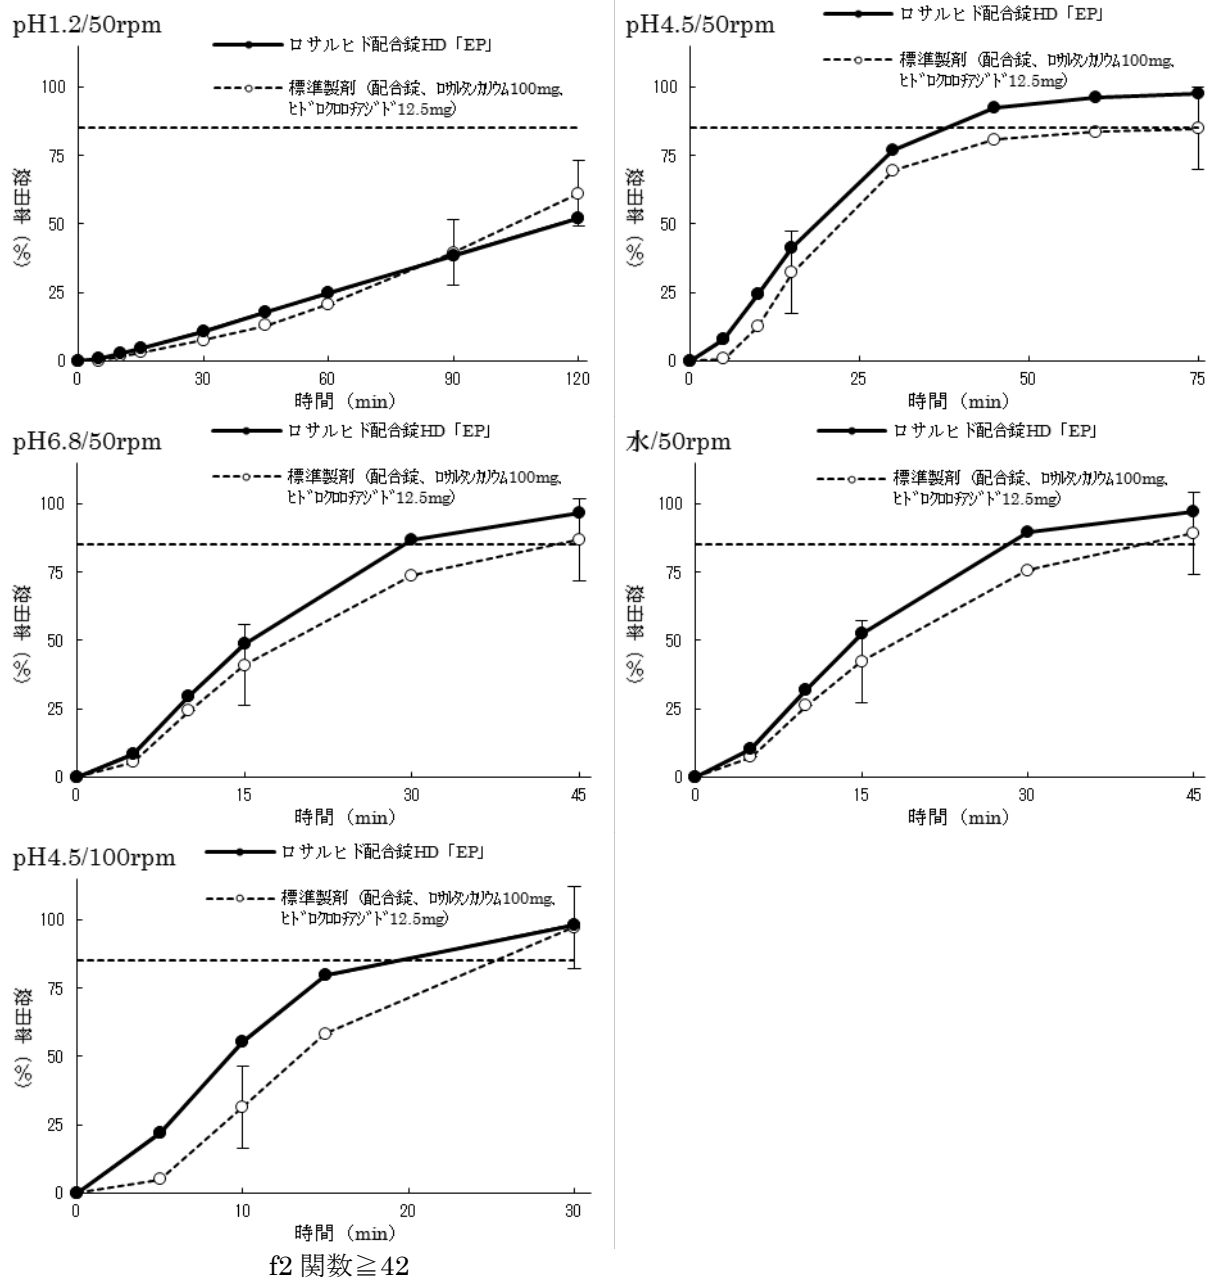 pH1.2/50rpm
ロサルヒド配合錠HD「EP」
標準製剤（配合錠、ﾛｻﾙﾀﾝｶﾘｳﾑ100mg、
ﾋﾄﾞﾛｸﾛﾛﾁｱｼﾞﾄﾞ12.5mg）
100
75
50
25
0
溶出率（%）
0 30 60 90 120
時間（min）
pH4.5/50rpm
ロサルヒド配合錠HD「EP」
標準製剤（配合錠、ﾛｻﾙﾀﾝｶﾘｳﾑ100mg、
ﾋﾄﾞﾛｸﾛﾛﾁｱｼﾞﾄﾞ12.5mg）
100
75
50
25
0
溶出率（%）
0 25 50 75
時間（min）
pH6.8/50rpm
ロサルヒド配合錠HD「EP」
標準製剤（配合錠、ﾛｻﾙﾀﾝｶﾘｳﾑ100mg、
ﾋﾄﾞﾛｸﾛﾛﾁｱｼﾞﾄﾞ12.5mg）
100
75
50
25
0
溶出率（%）
0 15 30 45
時間（min）
水/50rpm
ロサルヒド配合錠HD「EP」
標準製剤（配合錠、ﾛｻﾙﾀﾝｶﾘｳﾑ100mg、
ﾋﾄﾞﾛｸﾛﾛﾁｱｼﾞﾄﾞ12.5mg）
100
75
50
25
0
溶出率（%）
0 15 30 45
時間（min）
pH4.5/100rpm
ロサルヒド配合錠HD「EP」
標準製剤（配合錠、ﾛｻﾙﾀﾝｶﾘｳﾑ100mg、
ﾋﾄﾞﾛｸﾛﾛﾁｱｼﾞﾄﾞ12.5mg）
100
75
50
25
0
溶出率（%）
0 10 20 30
時間（min）
f2 関数≧42